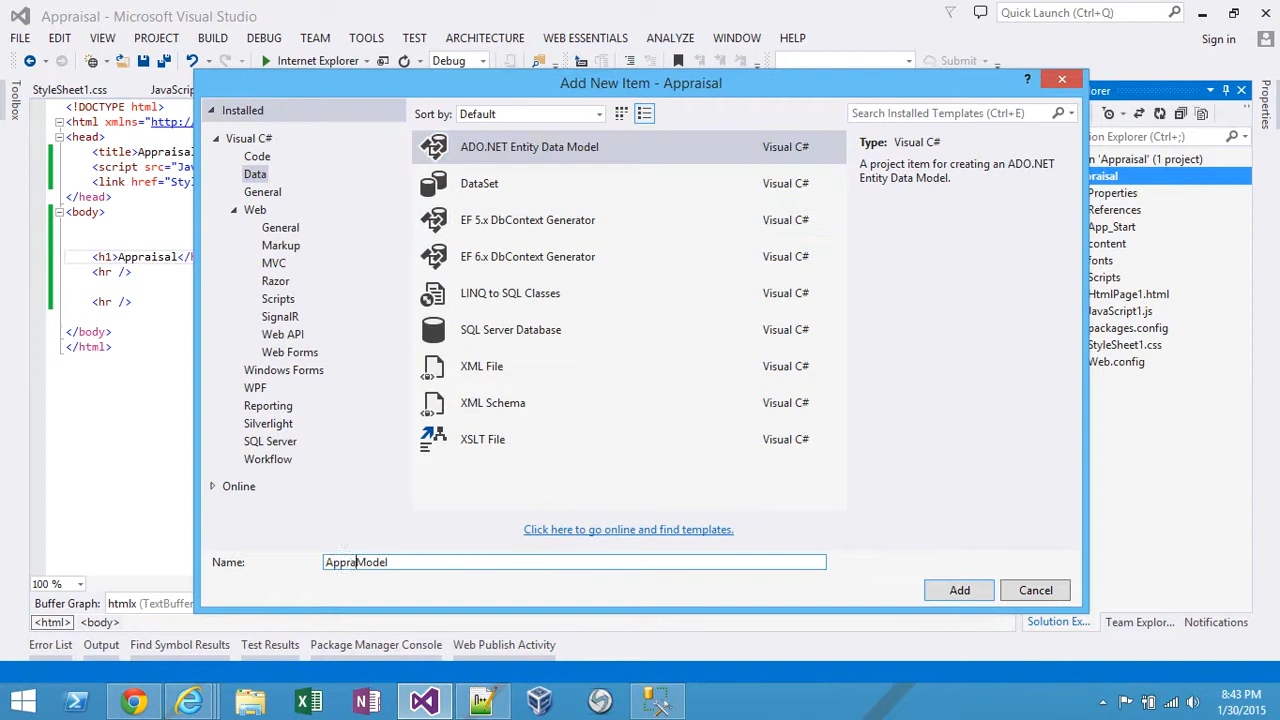 Appraisal - Microsoft Visual Studio
Quick Launch (Ctrl+Q)
FILE EDIT VIEW PROJECT BUILD DEBUG TEAM TOOLS TEST ARCHITECTURE WEB ESSENTIALS ANALYZE WINDOW HELP
Sign in
Internet Explorer Debug Submit
Toolbox
StyleSheet1.css
<!DOCTYPE html>
<html xmlns="http:/
<head>
<title>Appraisal
<link href="Sty
</head>
<body>
<h1>Appraisal</h
<hr />
<hr />
</body>
</html>
100 %
Buffer Graph: htmlx (TextBuffer
<html> <body>
Add New Item - Appraisal
?
Installed
Visual C#
Code
Data
General
Web
General
Markup
MVC
Razor
Scripts
SignalR
Web API
Web Forms
Windows Forms
WPF
Reporting
Silverlight
SQL Server
Workflow
Online
Sort by: Default
ADO.NET Entity Data Model Visual C#
DataSet Visual C#
EF 5.x DbContext Generator Visual C#
EF 6.x DbContext Generator Visual C#
LINQ to SQL Classes Visual C#
SQL Server Database Visual C#
XML File Visual C#
XML Schema Visual C#
XSLT File Visual C#
Click here to go online and find templates.
Search Installed Templates (Ctrl+E)
Type: Visual C#
A project item for creating an ADO.NET
Entity Data Model.
Name: AppraModel
Add Cancel
orer
Explorer (Ctrl+;)
n 'Appraisal' (1 project)
raisal
Properties
References
App_Start
content
fonts
Scripts
HtmlPage1.html
JavaScript1.js
packages.config
StyleSheet1.css
Web.config
Properties
Solution Ex... Team Explor... Notifications
Error List Output Find Symbol Results Test Results Package Manager Console Web Publish Activity
8:43 PM
1/30/2015